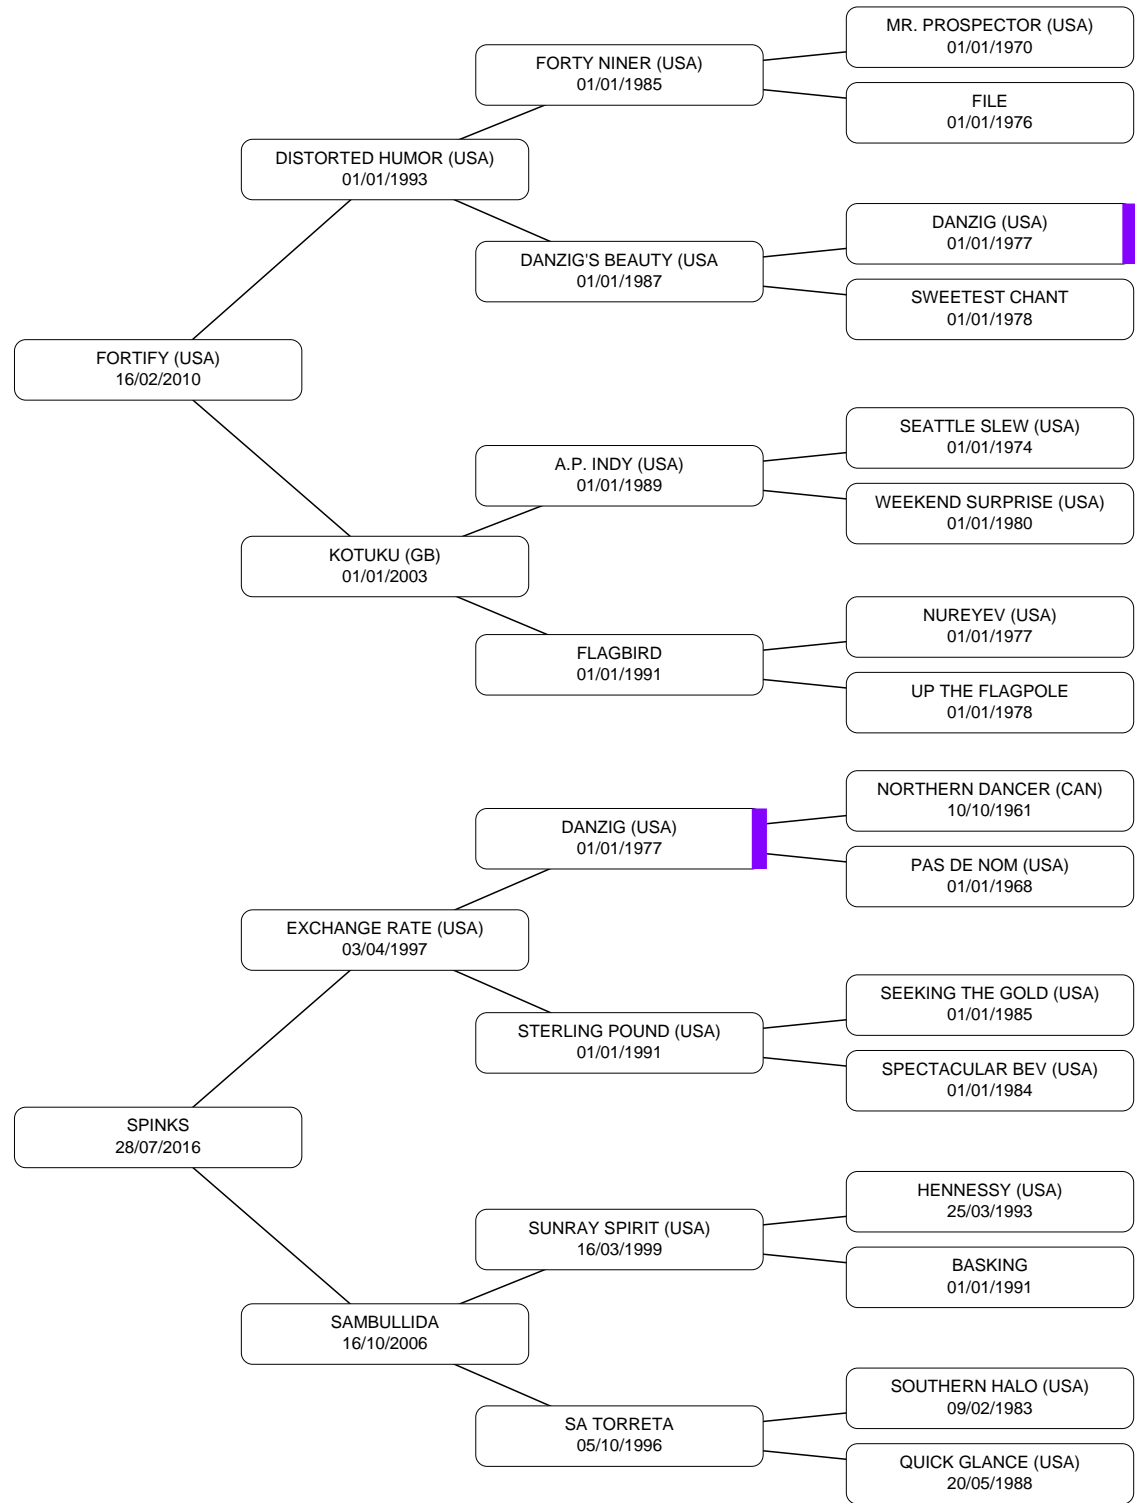 MR. PROSPECTOR (USA)
01/01/1970
FORTY NINER (USA)
01/01/1985
FILE
01/01/1976
DISTORTED HUMOR (USA)
01/01/1993
DANZIG (USA)
01/01/1977
DANZIG'S BEAUTY (USA
01/01/1987
SWEETEST CHANT
01/01/1978
FORTIFY (USA)
16/02/2010
SEATTLE SLEW (USA)
01/01/1974
A.P. INDY (USA)
01/01/1989
WEEKEND SURPRISE (USA)
01/01/1980
KOTUKU (GB)
01/01/2003
NUREYEV (USA)
01/01/1977
FLAGBIRD
01/01/1991
UP THE FLAGPOLE
01/01/1978
NORTHERN DANCER (CAN)
10/10/1961
DANZIG (USA)
01/01/1977
PAS DE NOM (USA)
01/01/1968
EXCHANGE RATE (USA)
03/04/1997
SEEKING THE GOLD (USA)
01/01/1985
STERLING POUND (USA)
01/01/1991
SPECTACULAR BEV (USA)
01/01/1984
SPINKS
28/07/2016
HENNESSY (USA)
25/03/1993
SUNRAY SPIRIT (USA)
16/03/1999
BASKING
01/01/1991
SAMBULLIDA
16/10/2006
SOUTHERN HALO (USA)
09/02/1983
SA TORRETA
05/10/1996
QUICK GLANCE (USA)
20/05/1988